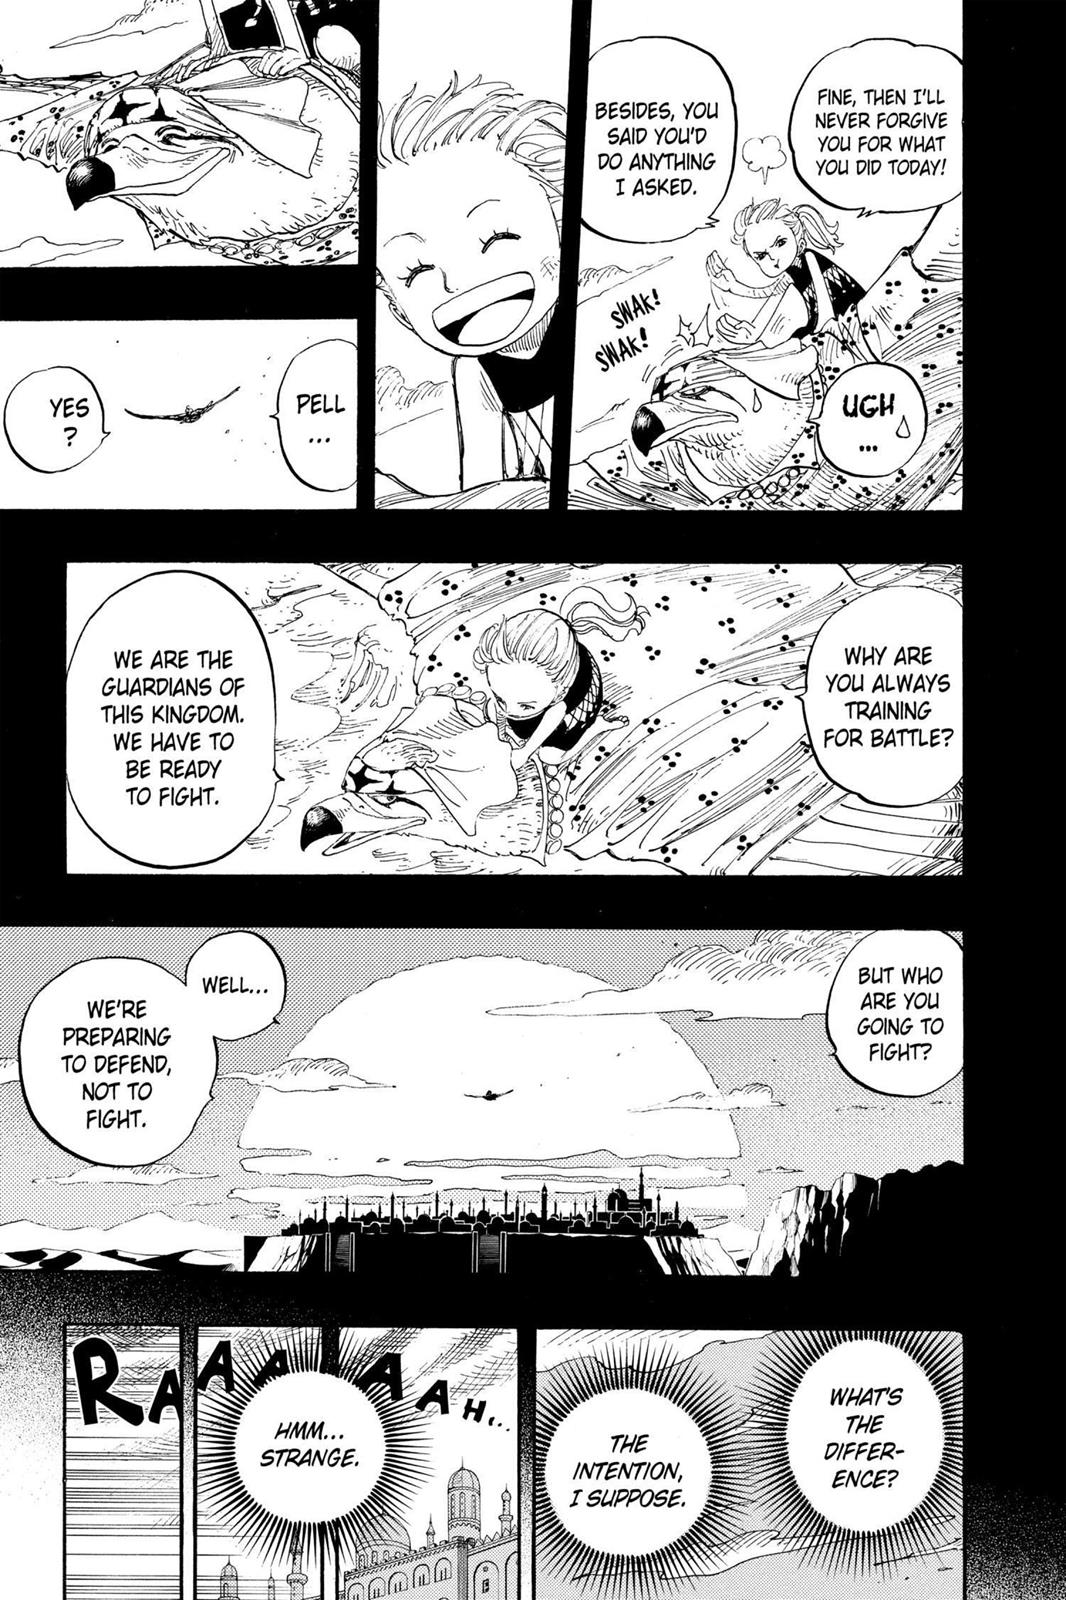 FINE, THEN I'LL
NEVER FORGIVE
YOU FOR WHAT
YOU DID TODAY!
BESIDES, YOU
SAID YOU'D
DO ANYTHING
I ASKED.
SWAK!
SWAK!
UGH
...
PELL
...
YES
?
WHY ARE
YOU ALWAYS
TRAINING
FOR BATTLE?
WE ARE THE
GUARDIANS OF
THIS KINGDOM.
WE HAVE TO
BE READY
TO FIGHT.
BUT WHO
ARE YOU
GOING TO
FIGHT?
WELL...
WE'RE
PREPARING
TO DEFEND,
NOT TO
FIGHT.
WHAT'S
THE
DIFFER-
ENCE?
THE
INTENTION,
I SUPPOSE.
HMM...
STRANGE.
RAAAAAAH...